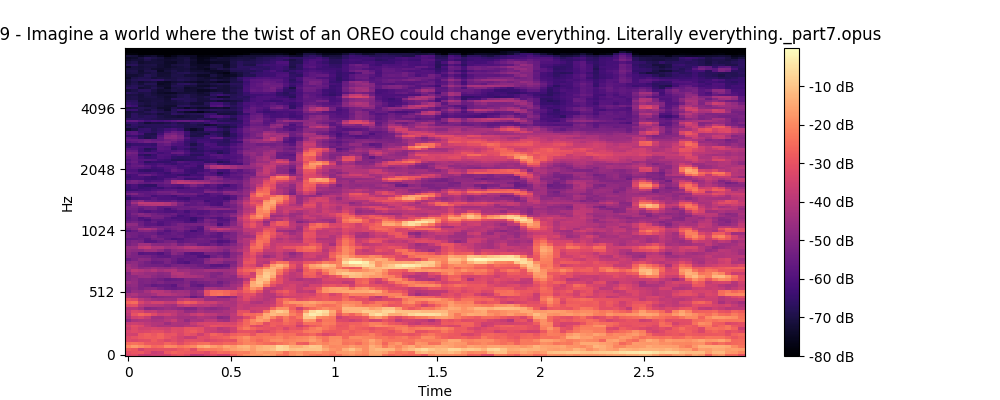 9 - Imagine a world where the twist of an OREO could change everything. Literally everything._part7.opus
4096
2048
1024
512
0
Hz
0
0.5
1
1.5
2
2.5
Time
-10 dB
-20 dB
-30 dB
-40 dB
-50 dB
-60 dB
-70 dB
-80 dB